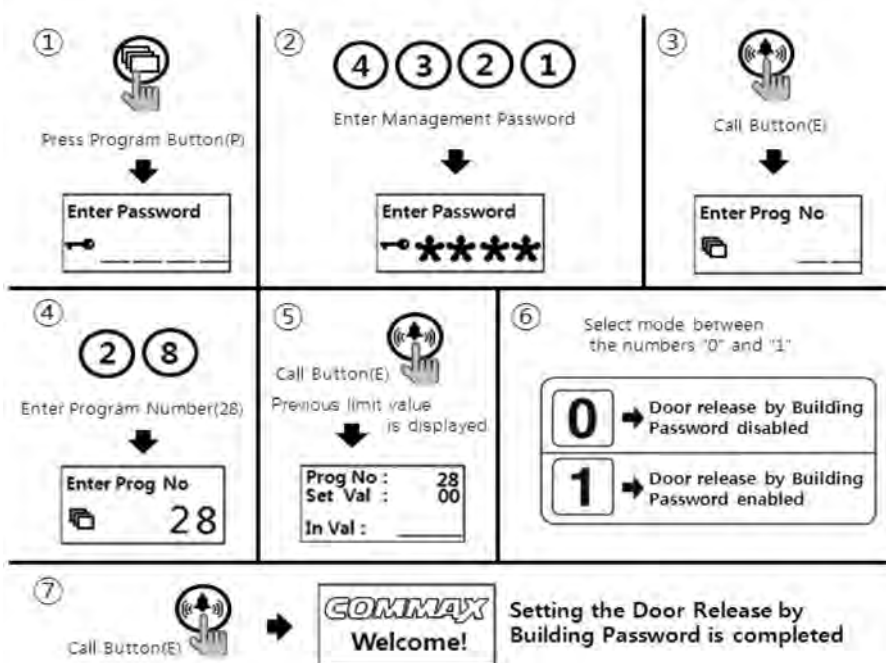 ①
Press Program Button(P)
Enter Password
②
4 3 2 1
Enter Management Password
Enter Password
****
③
Call Button(E)
Enter Prog No
④
2 8
Enter Program Number(28)
Enter Prog No
28
⑤
Call Button(E)
Previous limit value
is displayed
Prog No : 28
Set Val : 00
In Val :
⑥
Select mode between
the numbers "0" and "1"
0 Door release by Building
Password disabled
1 Door release by Building
Password enabled
⑦
Call Button(E)
COMMAX
Welcome!
Setting the Door Release by
Building Password is completed